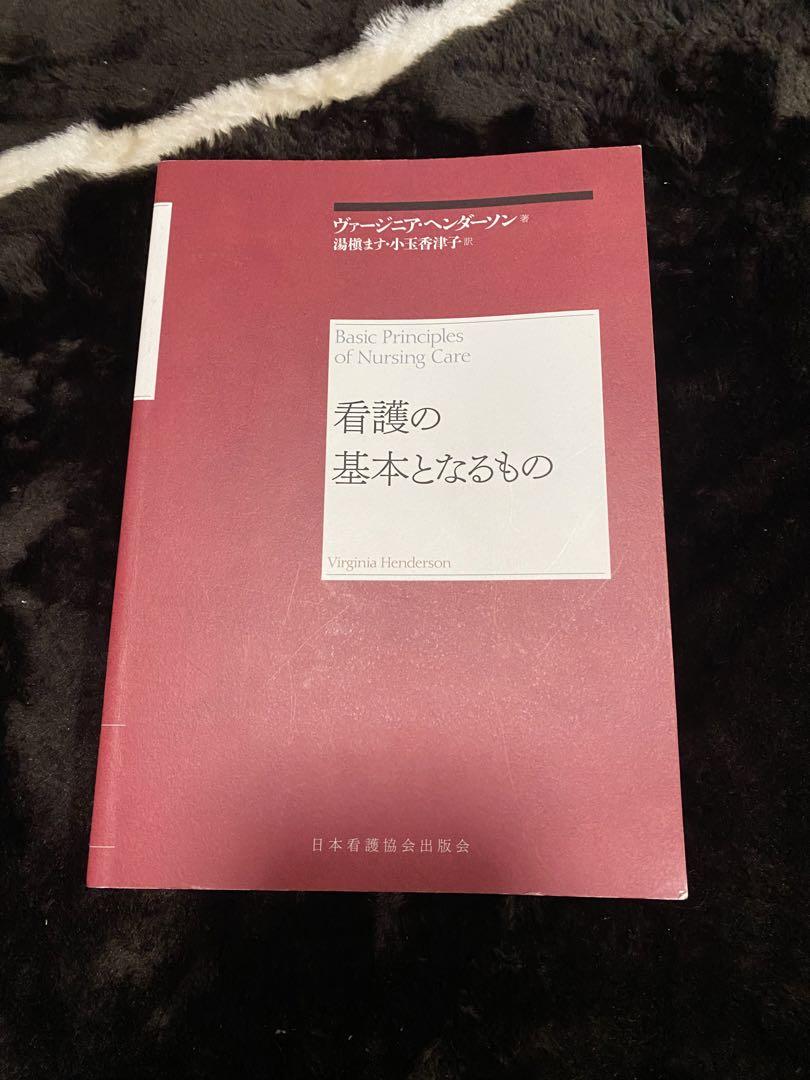 ヴァージニア・ヘンダーソン 著
湯槇ます・小玉香津子 訳
Basic Principles
of Nursing Care
看護の
基本となるもの
Virginia Henderson
日本看護協会出版会